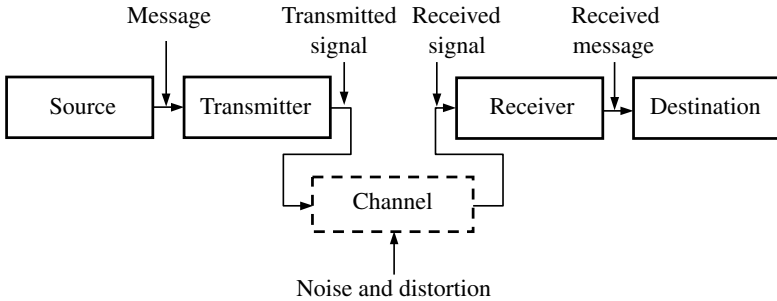 Message
Transmitted
signal
Received
signal
Received
message
Source
Transmitter
Receiver
Destination
Channel
Noise and distortion